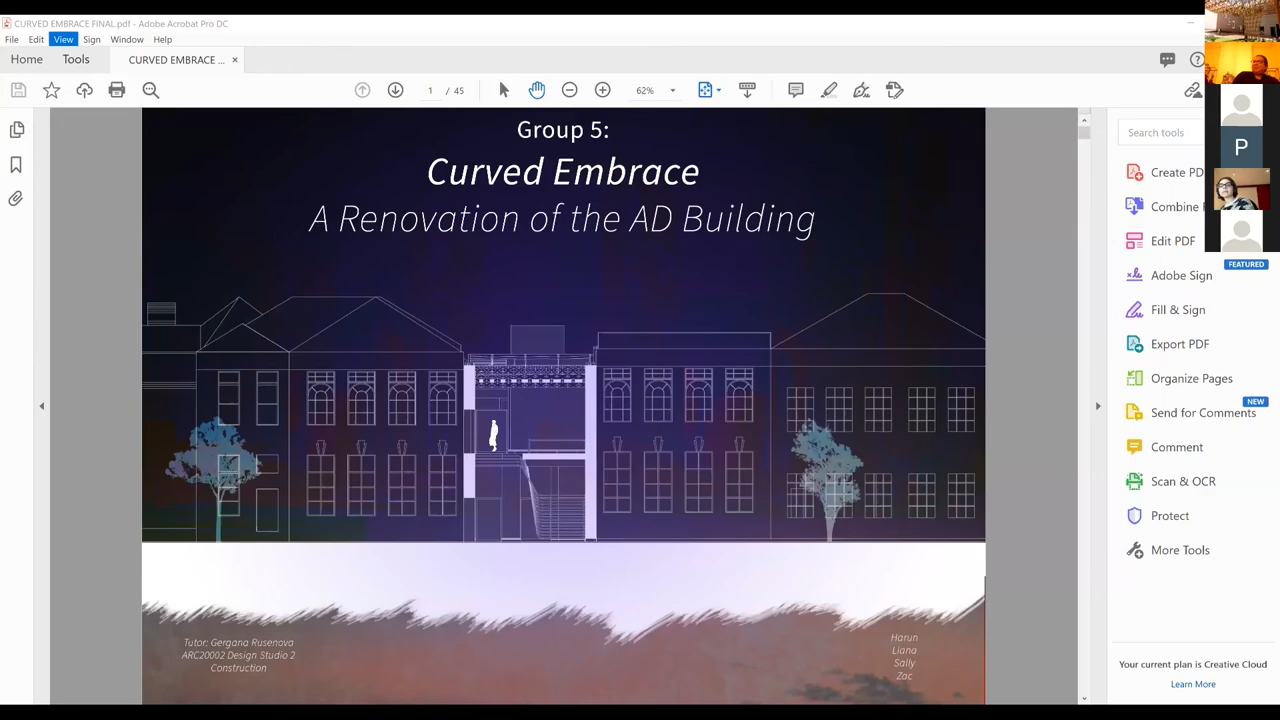 CURVED EMBRACE FINAL.pdf - Adobe Acrobat Pro DC
File Edit View Sign Window Help
Home Tools CURVED EMBRACE ... ×
1 / 45 62%
Group 5:
Curved Embrace
A Renovation of the AD Building
Tutor: Gergana Rusenova
ARC20002 Design Studio 2
Construction
Harun
Liana
Sally
Zac
Search tools
Create PD
Combine F
Edit PDF
FEATURED
Adobe Sign
Fill & Sign
Export PDF
Organize Pages
NEW
Send for Comments
Comment
Scan & OCR
Protect
More Tools
Your current plan is Creative Cloud
Learn More
P